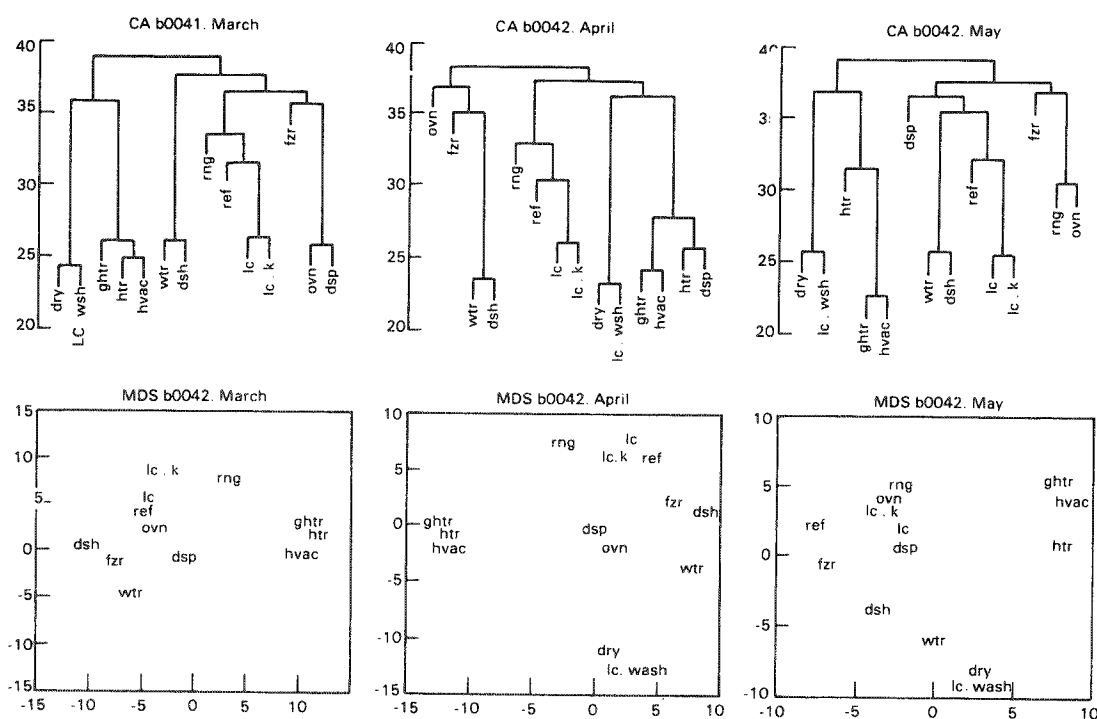 CA b0041. March
40
35
30
25
20
dry
LC wsh
ghtr
htr
hvac
wtr
dsh
rng
ref
lc
lc . k
fzr
ovn
dsp
CA b0042. April
40
35
30
25
20
ovn
fzr
wtr
dsh
rng
ref
lc
lc . k
dry
lc . wsh
ghtr
hvac
htr
dsp
CA b0042. May
3:
30
25
20
dry
lc . wsh
htr
ghtr
hvac
dsp
wtr
dsh
ref
lc
lc . k
fzr
rng
ovn
MDS b0042. March
15
10
5
0
-5
-10
-15
lc . k
rng
lc
ref
ovn
dsh
fzr
dsp
wtr
ghtr
htr
hvac
-15
-10
-5
0
5
10
MDS b0042. April
10
5
0
-5
-10
-15
rng
lc
lc.k
ref
fzr
dsh
ghtr
htr
hvac
dsp
ovn
wtr
dry
lc. wash
-15
-10
-5
0
5
10
MDS b0042. May
10
5
0
-5
-10
rng
ovn
lc . k
lc
dsp
ref
fzr
ghtr
hvac
htr
dsh
wtr
dry
lc. wash
-10
-5
0
5
10